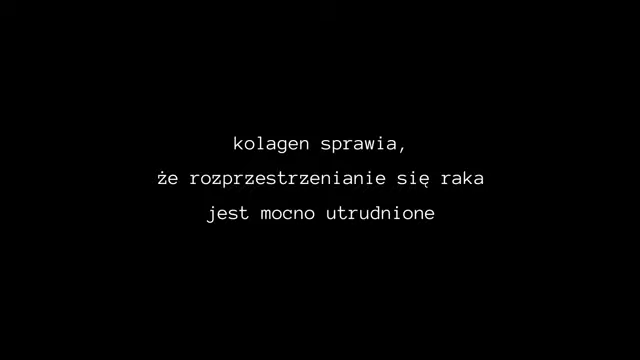 kolagen sprawia,
że rozprzestrzenianie się raka
jest mocno utrudnione